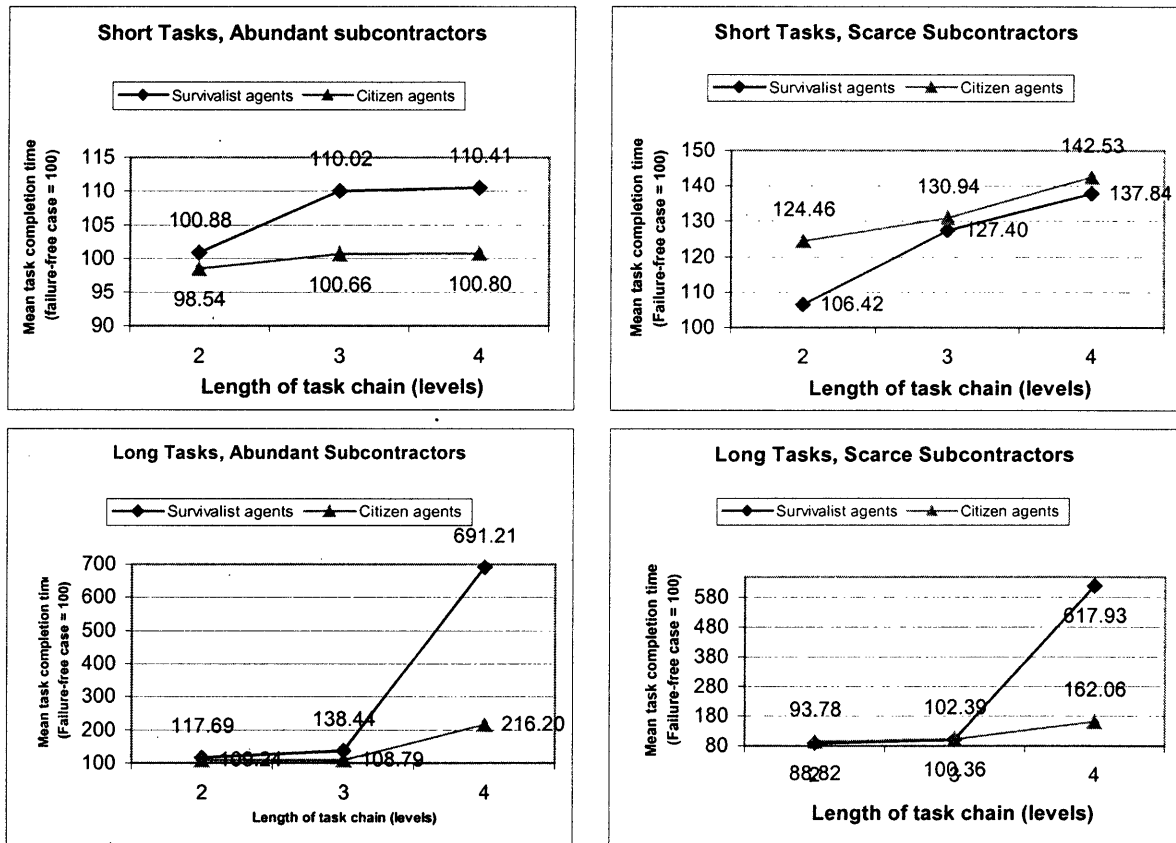 Short Tasks, Abundant subcontractors
Survivalist agents Citizen agents
Mean task completion time
(failure-free case = 100)
115
110
105
100
95
90
110.02 110.41
100.88
98.54 100.66 100.80
2 3 4
Length of task chain (levels)
Short Tasks, Scarce Subcontractors
Survivalist agents Citizen agents
Mean task completion time
(Failure-free case = 100)
150
140
130
120
110
100
142.53
124.46 130.94
137.84
127.40
106.42
2 3 4
Length of task chain (levels)
Long Tasks, Abundant Subcontractors
Survivalist agents Citizen agents
Mean task completion time
(Failure-free case = 100)
700
600
500
400
300
200
100
691.21
117.69 138.44
216.20
108.79
2 3 4
Length of task chain (levels)
Long Tasks, Scarce Subcontractors
Survivalist agents Citizen agents
Mean task completion time
(Failure-free case = 100)
580
480
380
280
180
80
617.93
162.06
93.78 102.39
88.82 100.36
2 3 4
Length of task chain (levels)